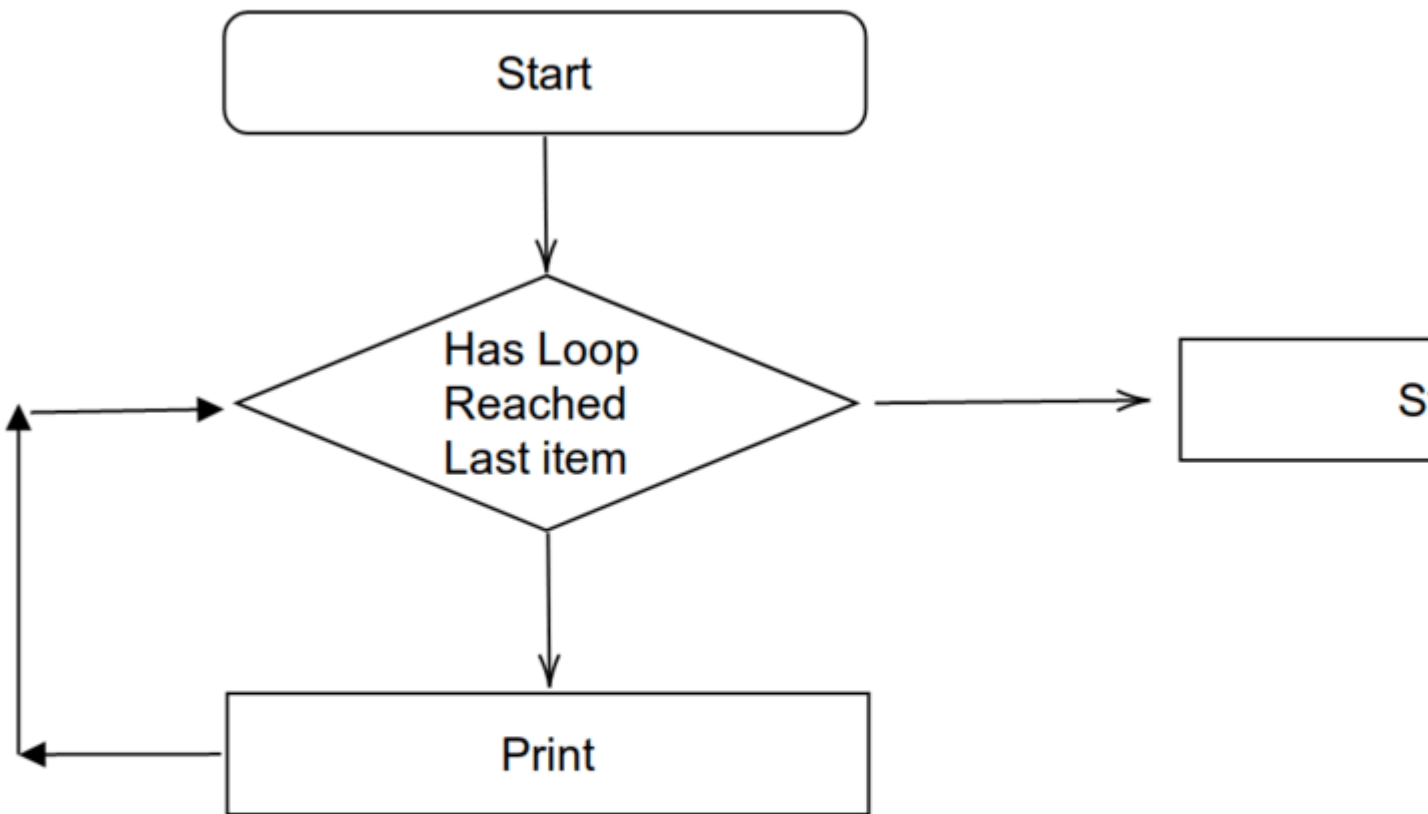 Start
Has Loop
Reached
Last item
S
Print